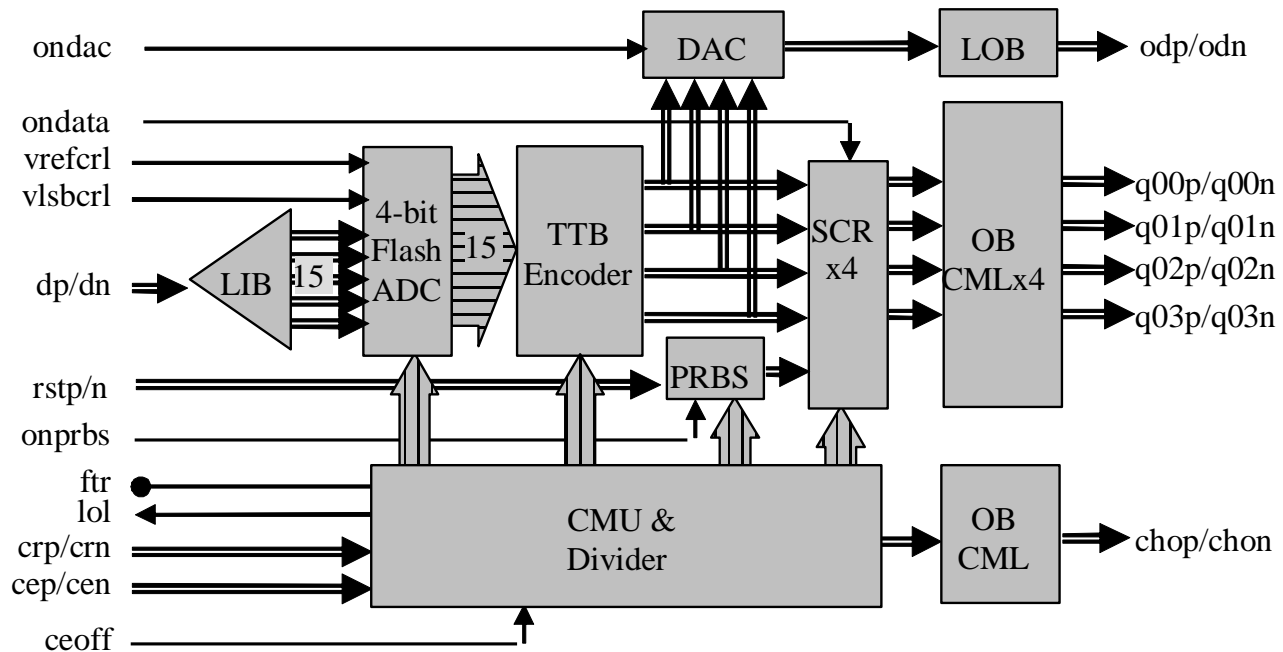 ondac
DAC
LOB
odp/odn
ondata
vrefcrl
vlsbcrl
dp/dn
LIB
15
4-bit
Flash
ADC
15
TTB
Encoder
SCR
x4
OB
CMLx4
q00p/q00n
q01p/q01n
q02p/q02n
q03p/q03n
rstp/n
PRBS
onprbs
ftr
lol
crp/crn
cep/cen
ceoff
CMU &
Divider
OB
CML
chop/chon